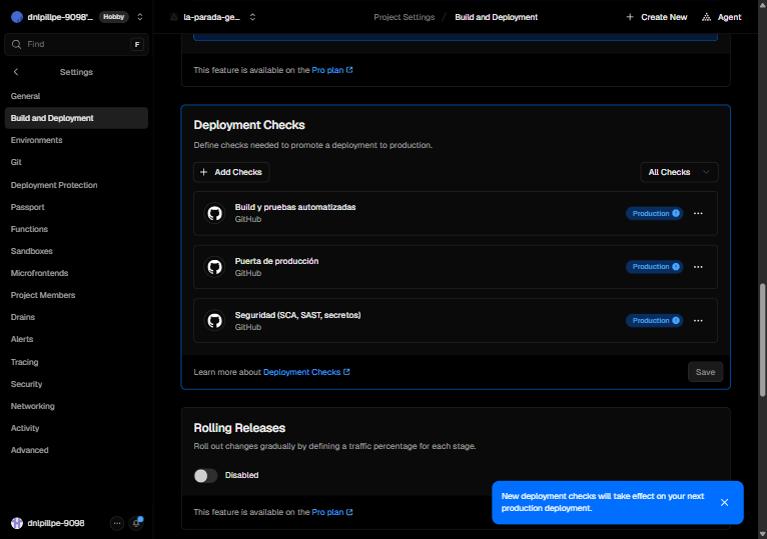 dnlplllpe-9098'... Hobby
la-parada-ge...
Project Settings / Build and Deployment
+ Create New
Agent
Find F
Settings
General
Build and Deployment
Environments
Git
Deployment Protection
Passport
Functions
Sandboxes
Microfrontends
Project Members
Drains
Alerts
Tracing
Security
Networking
Activity
Advanced
dnlplllpe-9098
This feature is available on the Pro plan
Deployment Checks
Define checks needed to promote a deployment to production.
+ Add Checks
All Checks
Build y pruebas automatizadas
GitHub
Production
Puerta de producción
GitHub
Production
Seguridad (SCA, SAST, secretos)
GitHub
Production
Learn more about Deployment Checks
Save
Rolling Releases
Roll out changes gradually by defining a traffic percentage for each stage.
Disabled
This feature is available on the Pro plan
New deployment checks will take effect on your next
production deployment.